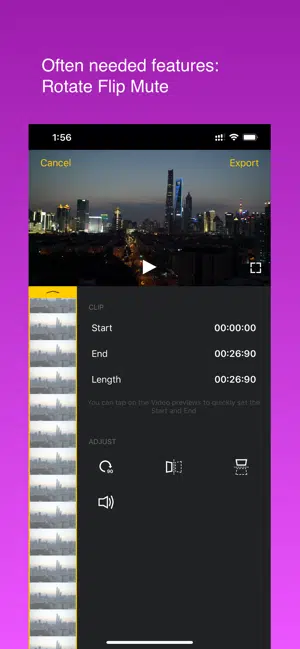 Often needed features:
Rotate Flip Mute
1:56
Cancel
Export
CLIP
Start 00:00:00
End 00:26:90
Length 00:26:90
You can tap on the Video previews to quickly set the
Start and End
ADJUST
90